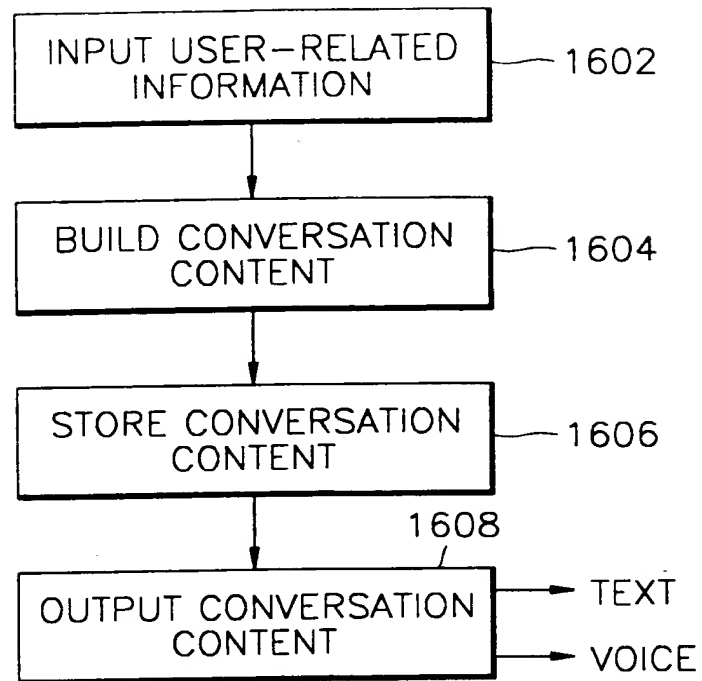 INPUT USER-RELATED
INFORMATION
1602
BUILD CONVERSATION
CONTENT
1604
STORE CONVERSATION
CONTENT
1606
1608
OUTPUT CONVERSATION
CONTENT
TEXT
VOICE